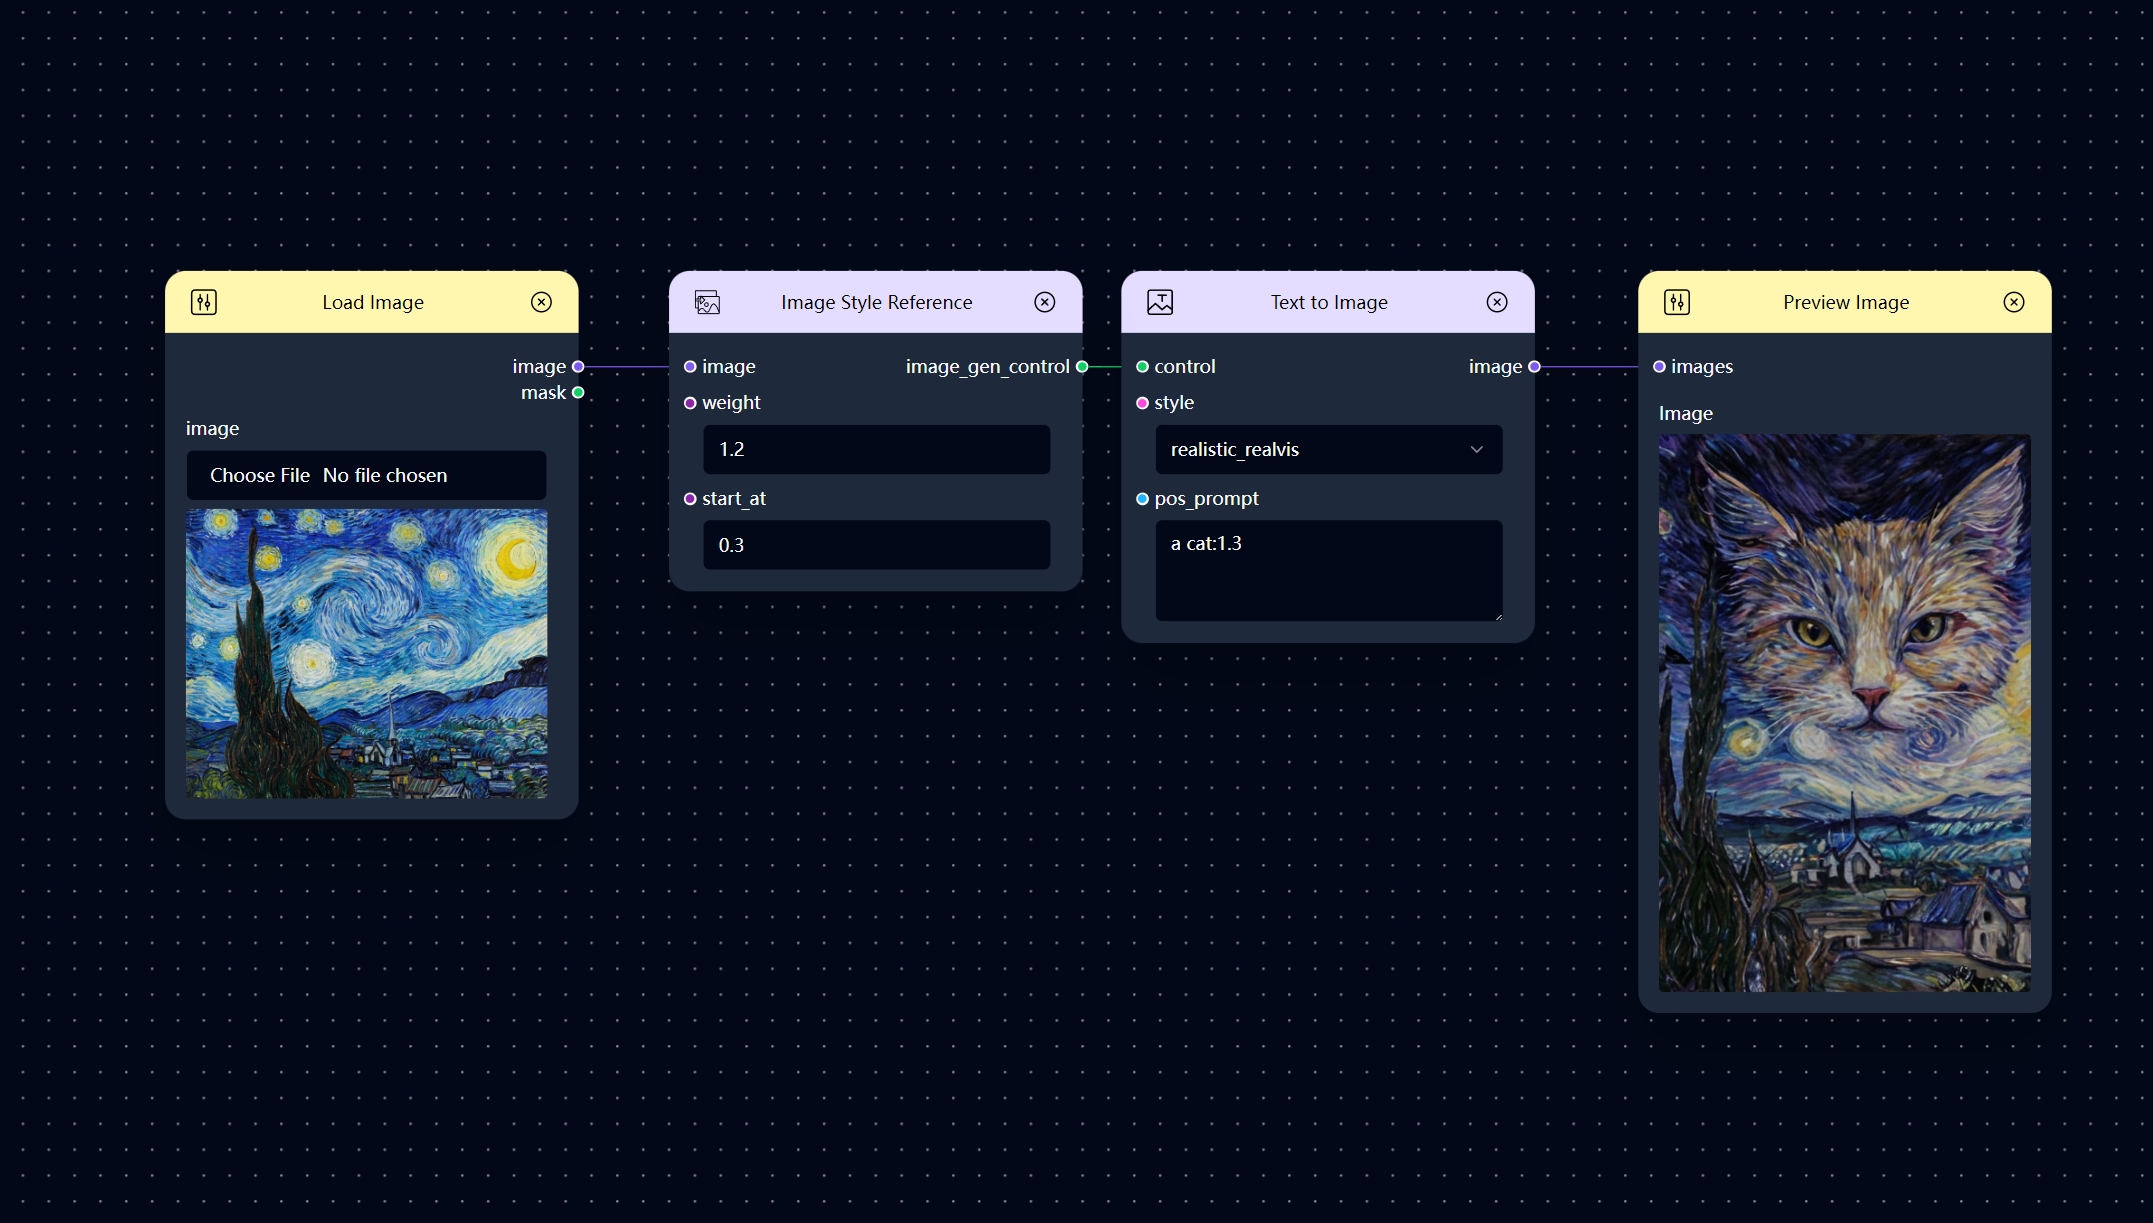 Load Image
image
mask
image
Choose File No file chosen
Image Style Reference
image image_gen_control
weight
1.2
start_at
0.3
Text to Image
control image
style
realistic_realvis
pos_prompt
a cat:1.3
Preview Image
images
Image